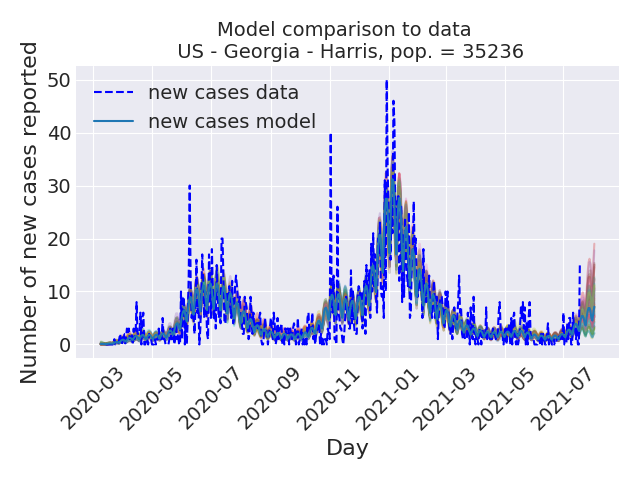 Model comparison to data
US - Georgia - Harris, pop. = 35236
Number of new cases reported
50
40
30
20
10
0
new cases data
new cases model
2020-03
2020-05
2020-07
2020-09
2020-11
2021-01
2021-03
2021-05
2021-07
Day